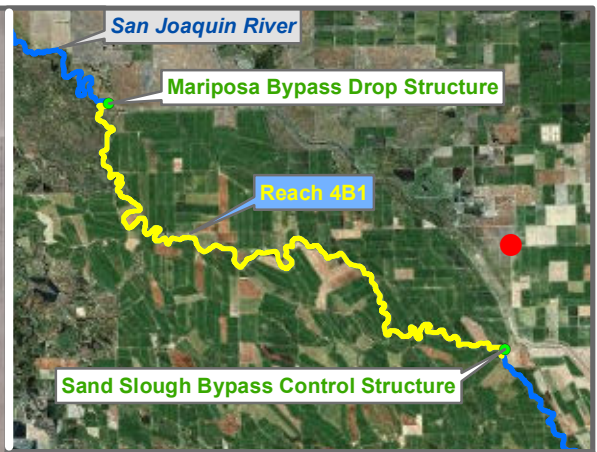 San Joaquin River
Mariposa Bypass Drop Structure
Reach 4B1
Sand Slough Bypass Control Structure